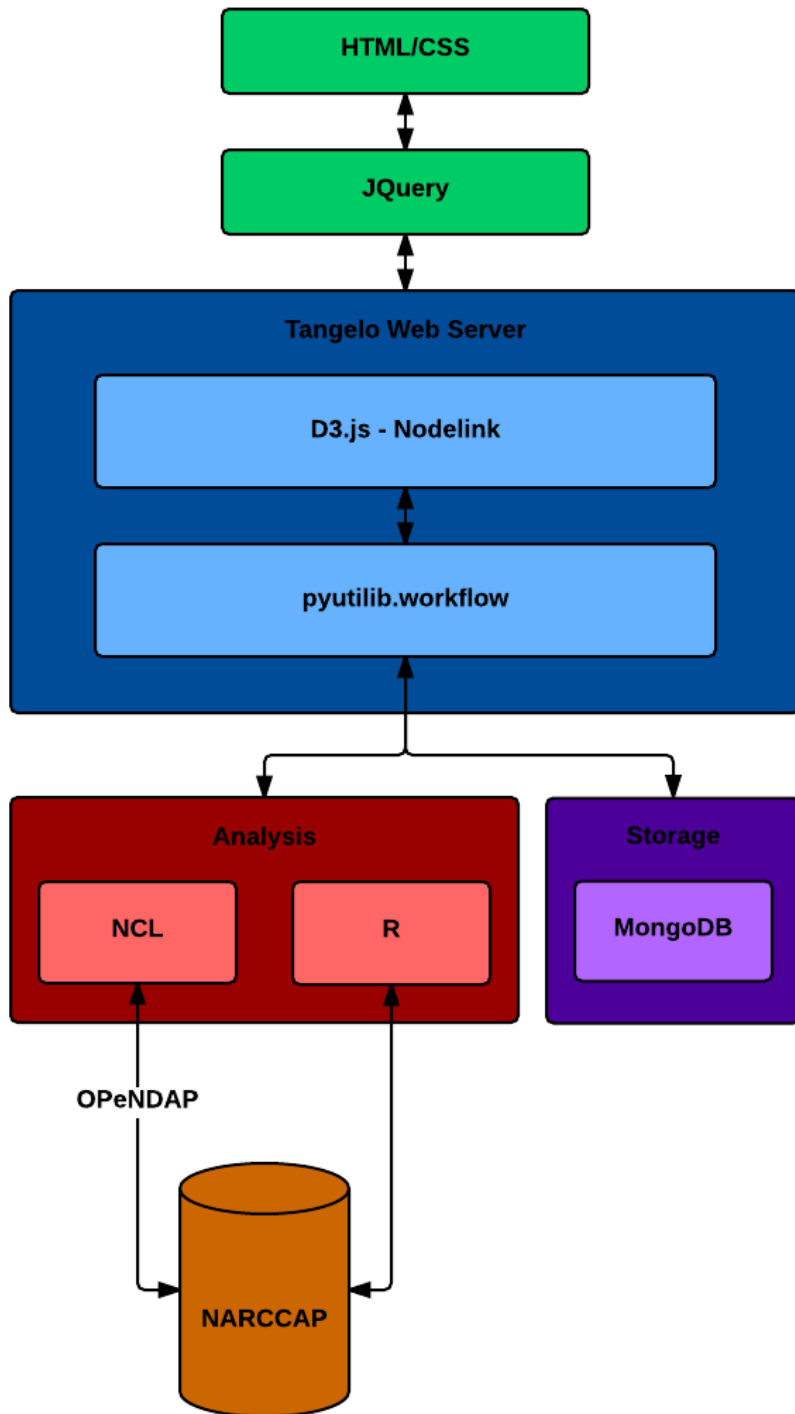 HTML/CSS
JQuery
Tangelo Web Server
D3.js - Nodelink
pyutilib.workflow
Analysis
Storage
NCL
R
MongoDB
OPeNDAP
NARCCAP